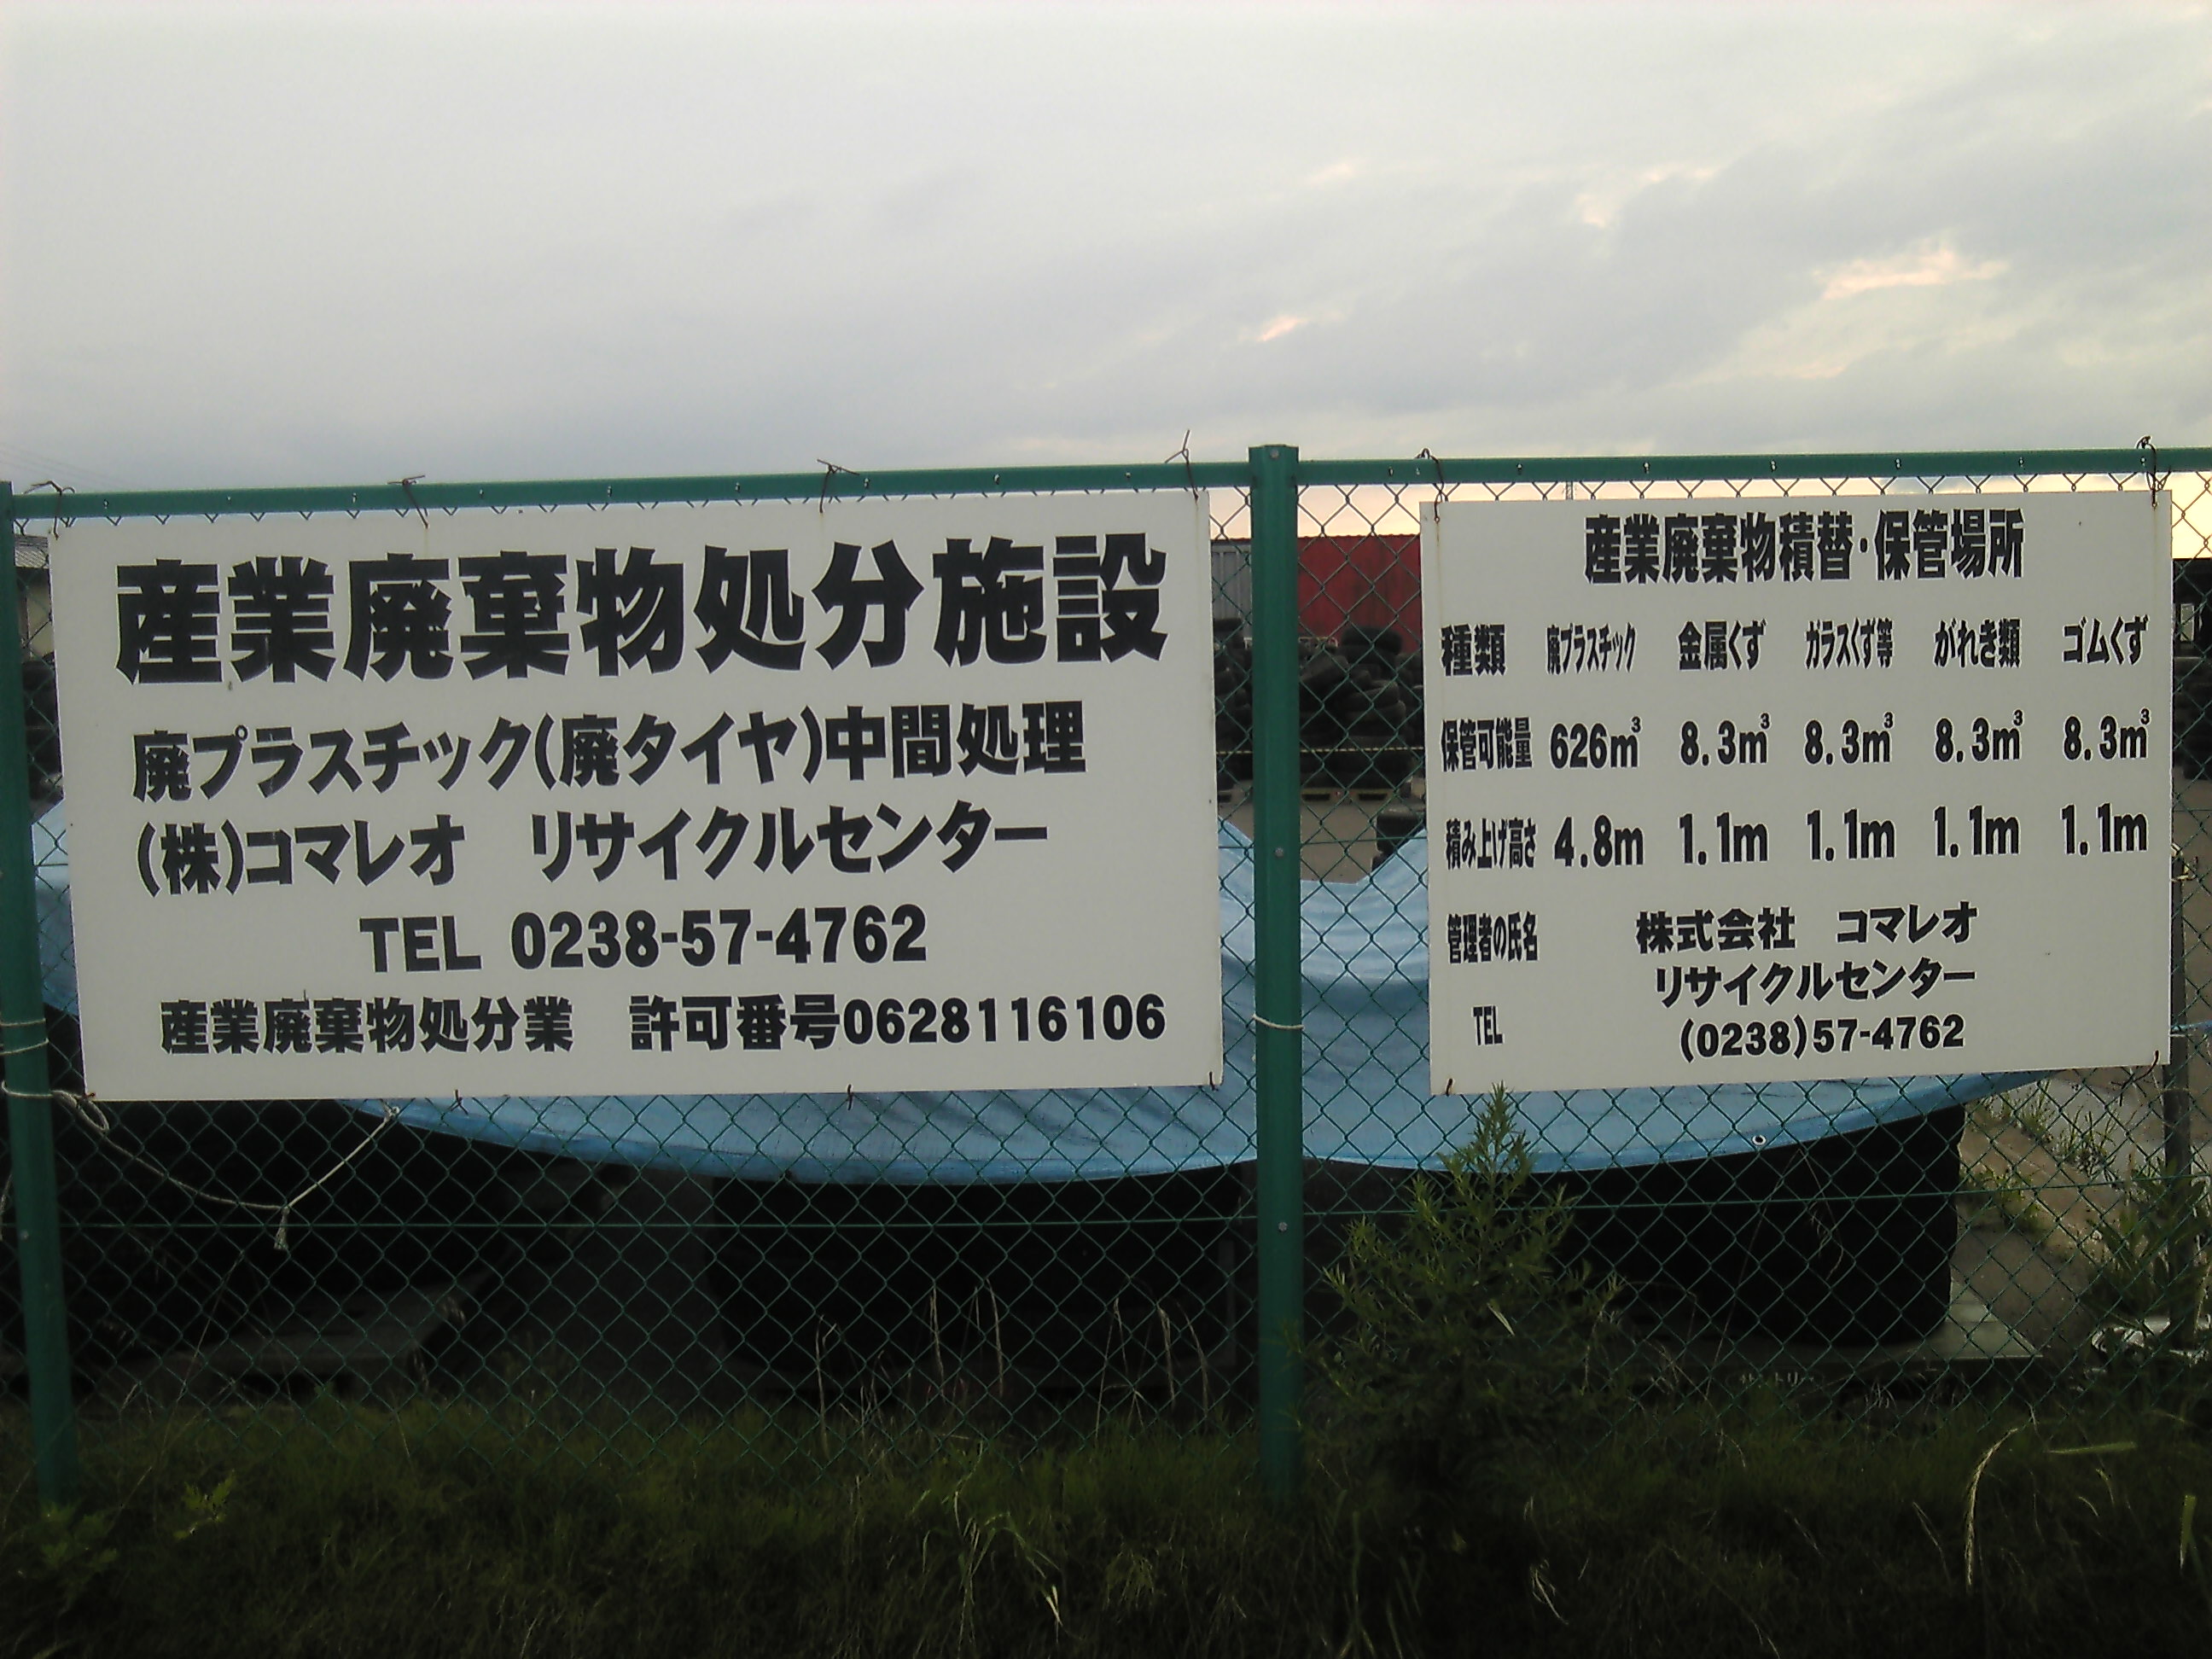 産業廃棄物処分施設
廃プラスチック(廃タイヤ)中間処理
(株)コマレオ リサイクルセンター
TEL 0238-57-4762
産業廃棄物処分業 許可番号0628116106
産業廃棄物積替・保管場所
種類 廃プラスチック 金属くず ガラスくず等 がれき類 ゴムくず
保管可能量 626m³ 8.3m³ 8.3m³ 8.3m³ 8.3m³
積み上げ高さ 4.8m 1.1m 1.1m 1.1m 1.1m
管理者の氏名 株式会社 コマレオ
リサイクルセンター
TEL (0238)57-4762